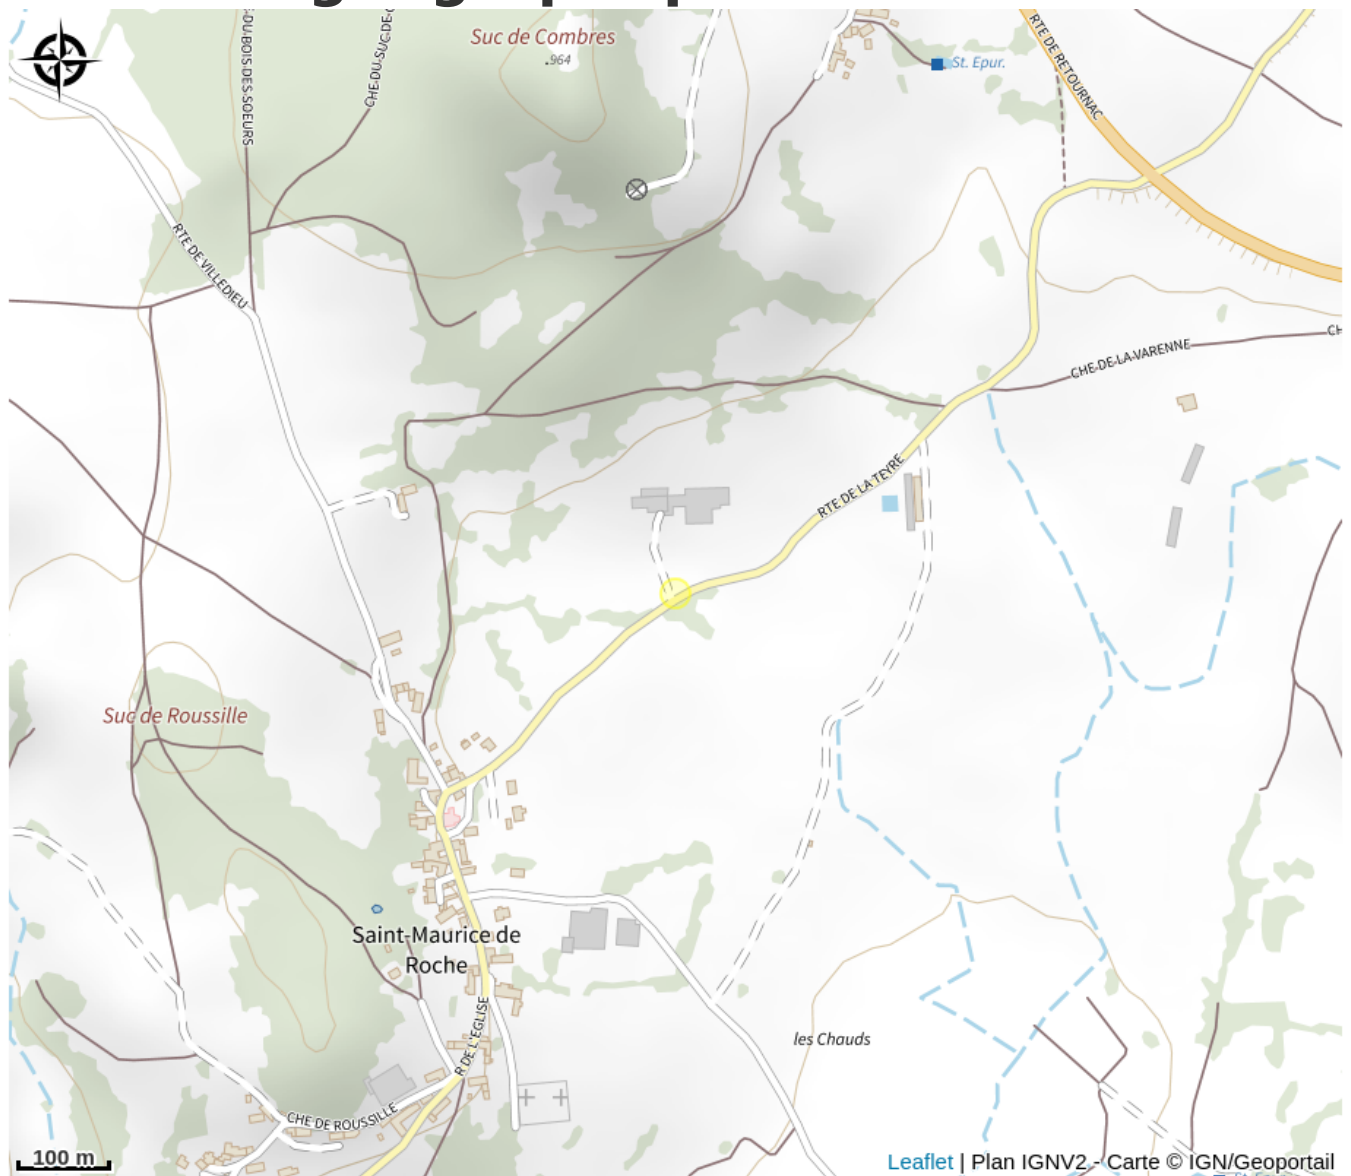 Suc de Combres
.964
St. Epur.
RTE DE RETOURNAC
DU BOIS DES SOEURS
CHE DU SUC DE
RTE DE VILLEDIEU
CHE DE LA VARENNE
CH
RTE DE LA TEYRE
Suc de Roussille
Saint-Maurice de
Roche
les Chauds
R DE L'EGLISE
CHE DE ROUSSILLE
100 m
Leaflet | Plan IGNV2 - Carte © IGN/Geoportail